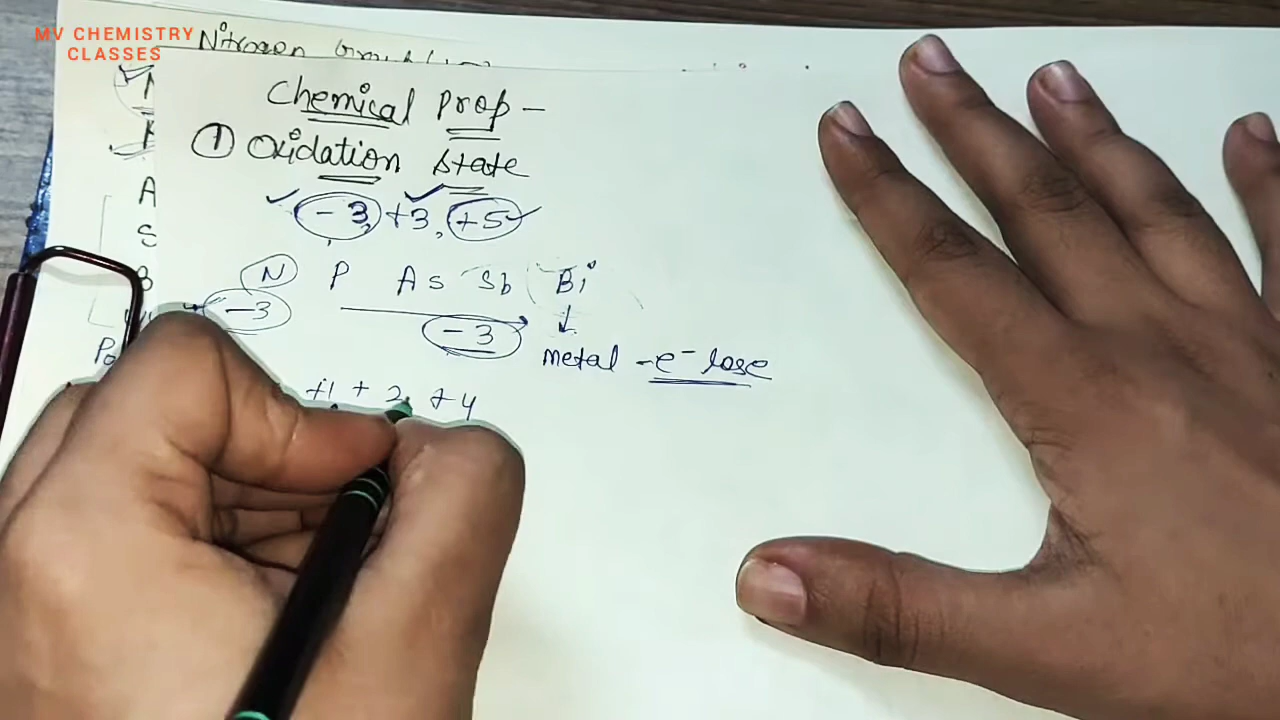 MV CHEMISTRY
CLASSES
Nitrogen
Chemical Prop -
① Oxidation State
-3, +3, +5
N P As Sb Bi
-3
-3
metal - e⁻ lose
+1 +2 +4